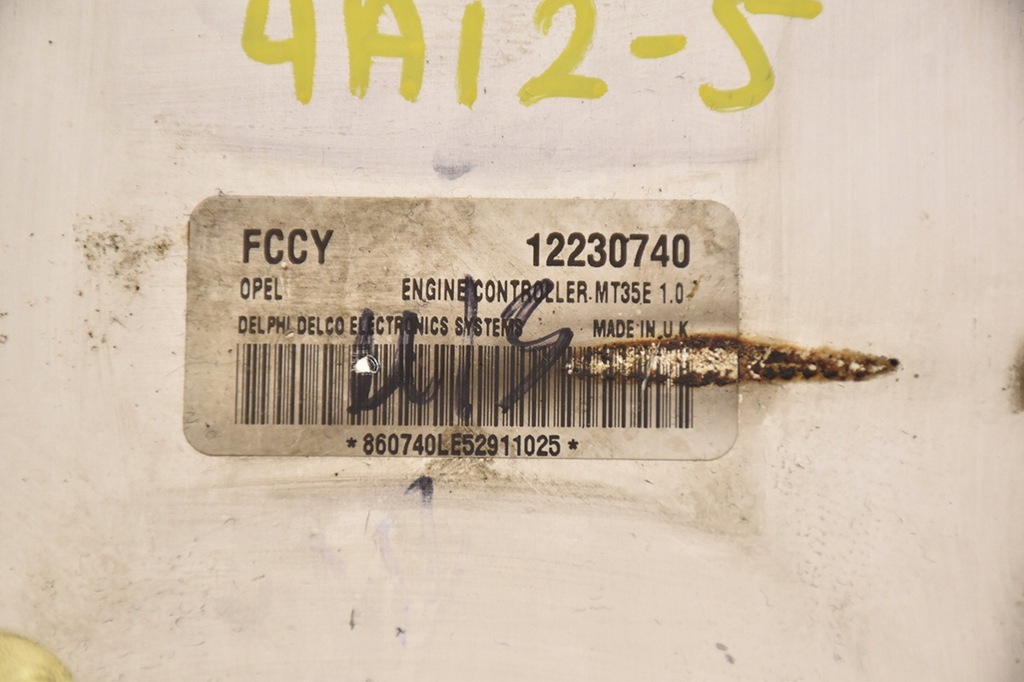 4A12-5
FCCY 12230740
OPEL ENGINE CONTROLLER MT35E 1.0
DELPHI DELCO ELECTRONICS SYSTEMS MADE IN U.K
*860740LE52911025*